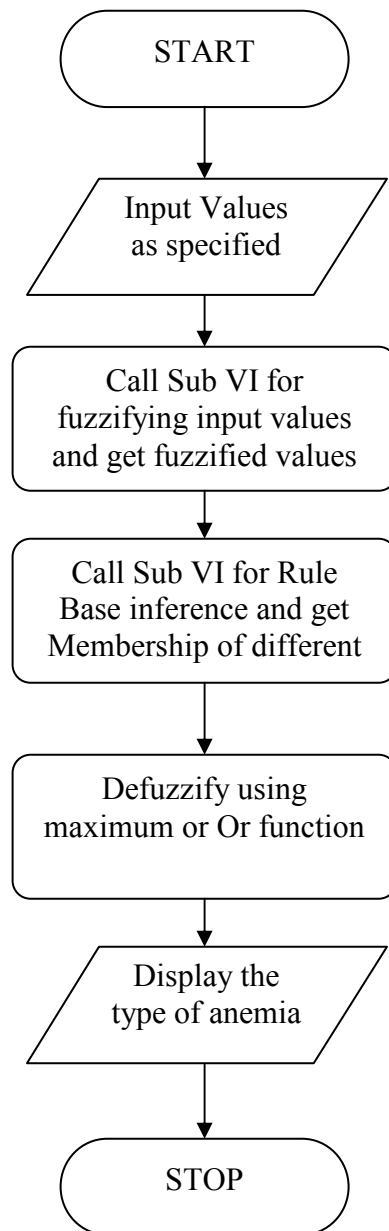 START
Input Values
as specified
Call Sub VI for
fuzzifying input values
and get fuzzified values
Call Sub VI for Rule
Base inference and get
Membership of different
Defuzzify using
maximum or Or function
Display the
type of anemia
STOP